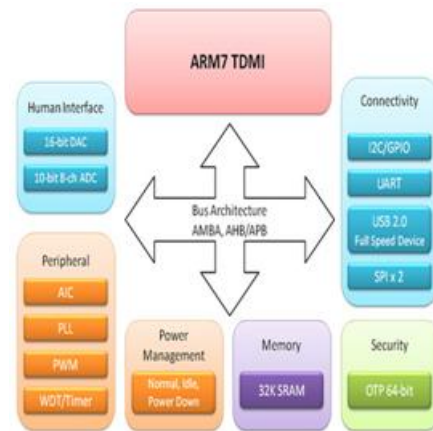 ARM7 TDMI
Human Interface
16-bit DAC
10-bit 8-ch ADC
Connectivity
I2C/GPIO
UART
USB 2.0
Full Speed Device
SPI x 2
Bus Architecture
AMBA, AHB/APB
Peripheral
AIC
PLL
PWM
WDT/Timer
Power
Management
Normal, Idle,
Power Down
Memory
32K SRAM
Security
OTP 64-bit